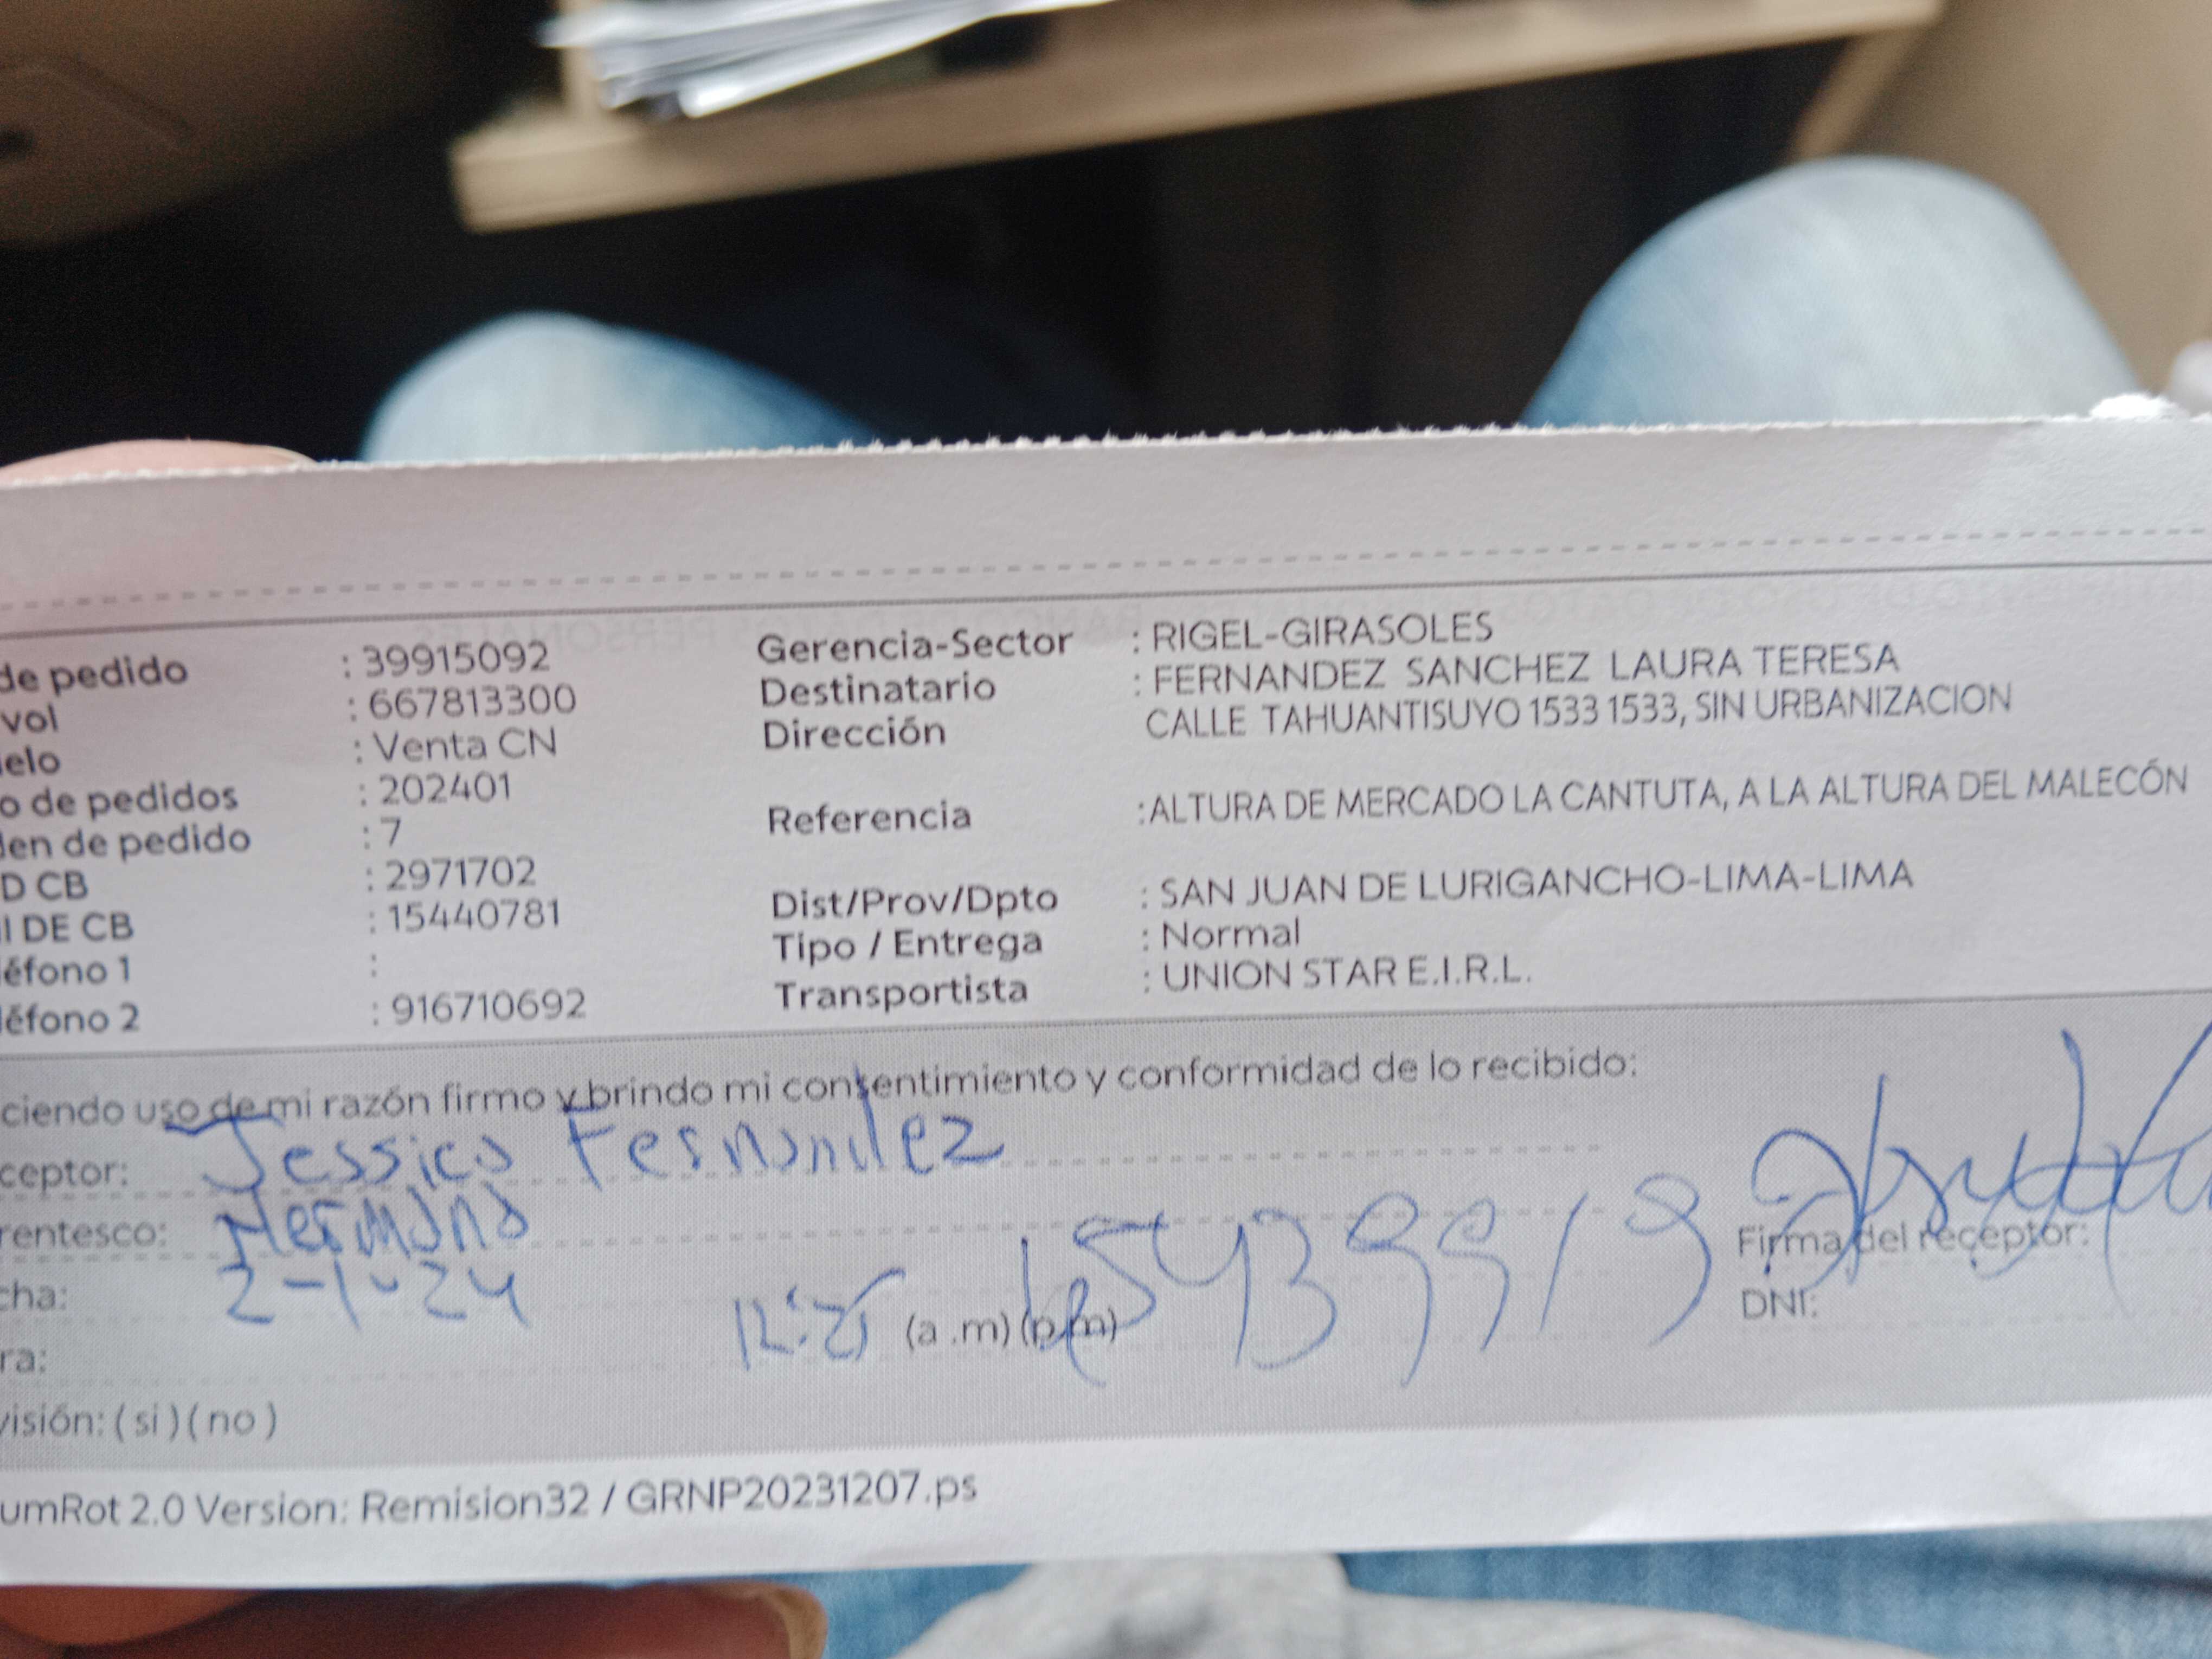 de pedido : 39915092 Gerencia-Sector : RIGEL-GIRASOLES
vol : 667813300 Destinatario : FERNANDEZ SANCHEZ LAURA TERESA
elo : Venta CN Dirección CALLE TAHUANTISUYO 1533 1533, SIN URBANIZACION
o de pedidos : 202401
den de pedido : 7 Referencia :ALTURA DE MERCADO LA CANTUTA, A LA ALTURA DEL MALECÓN
D CB : 2971702
I DE CB : 15440781 Dist/Prov/Dpto : SAN JUAN DE LURIGANCHO-LIMA-LIMA
léfono 1 : Tipo / Entrega : Normal
léfono 2 : 916710692 Transportista : UNION STAR E.I.R.L.
ciendo uso de mi razón firmo y brindo mi consentimiento y conformidad de lo recibido:
ceptor: Jessica Fernandez
rentesco: Hermana Firma del receptor:
cha: 2-1-24 DNI:
ra: 12:25 (a .m) (p.m)
visión: ( si ) ( no )
umRot 2.0 Version: Remision32 / GRNP20231207.ps